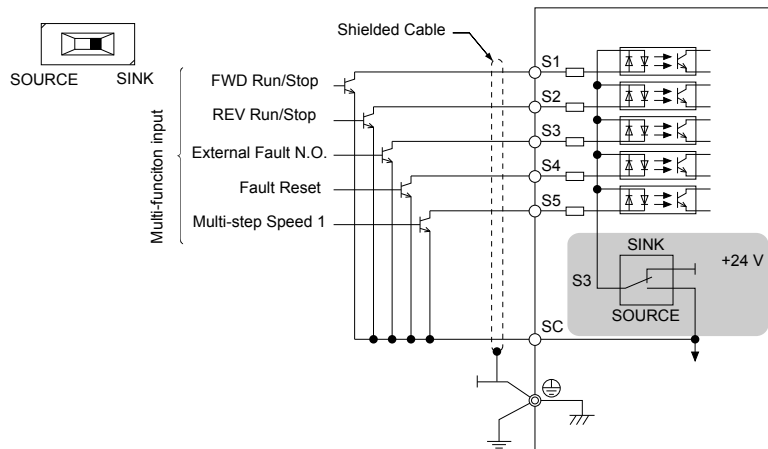 SOURCE SINK
Shielded Cable
Multi-funciton input
FWD Run/Stop
REV Run/Stop
External Fault N.O.
Fault Reset
Multi-step Speed 1
S1
S2
S3
S4
S5
SINK
+24 V
S3
SOURCE
SC